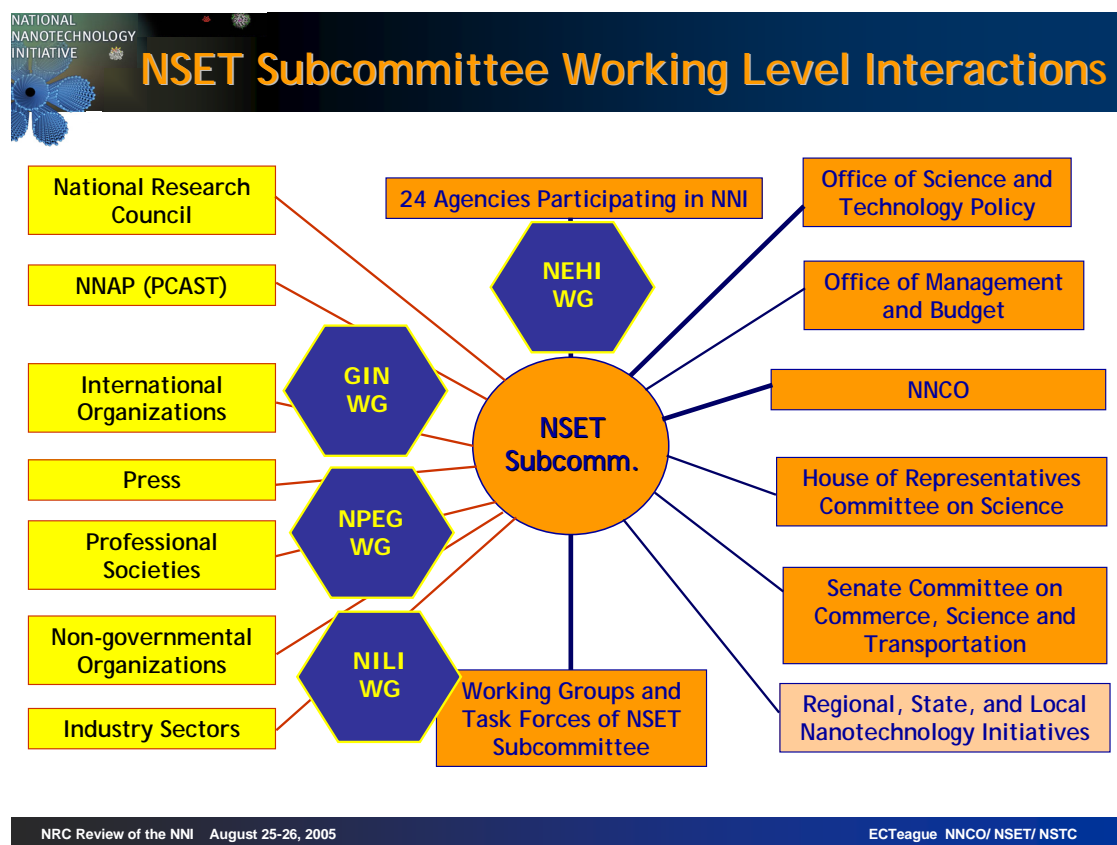 NATIONAL
NANOTECHNOLOGY
INITIATIVE
NSET Subcommittee Working Level Interactions
National Research
Council
NNAP (PCAST)
International
Organizations
Press
Professional
Societies
Non-governmental
Organizations
Industry Sectors
24 Agencies Participating in NNI
NEHI
WG
GIN
WG
NPEG
WG
NILI
WG
NSET
Subcomm.
Working Groups and
Task Forces of NSET
Subcommittee
Office of Science and
Technology Policy
Office of Management
and Budget
NNCO
House of Representatives
Committee on Science
Senate Committee on
Commerce, Science and
Transportation
Regional, State, and Local
Nanotechnology Initiatives
NRC Review of the NNI August 25-26, 2005
ECTeague NNCO/ NSET/ NSTC